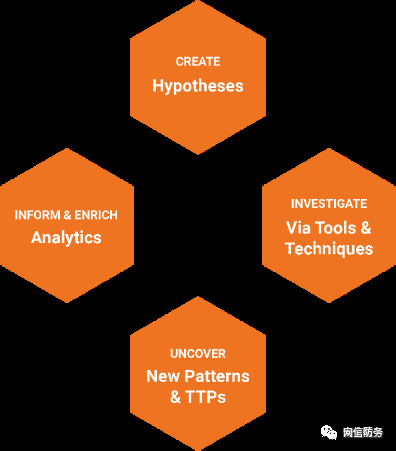 CREATE
Hypotheses
INFORM & ENRICH
Analytics
INVESTIGATE
Via Tools &
Techniques
UNCOVER
New Patterns
& TTPs
网信防务